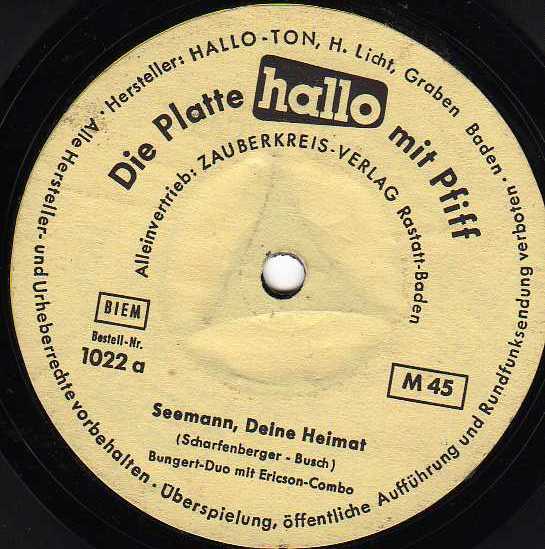 Alle Hersteller- und Urheberrechte vorbehalten · Überspielung, öffentliche Aufführung und Rundfunksendung verboten ·
Hersteller: HALLO-TON, H. Licht, Graben Baden ·
Die Platte hallo mit Pfiff
Alleinvertrieb: ZAUBERKREIS-VERLAG Rastatt-Baden
BIEM
Bestell-Nr.
1022 a
M 45
Seemann, Deine Heimat
(Scharfenberger - Busch)
Bungert-Duo mit Ericson-Combo